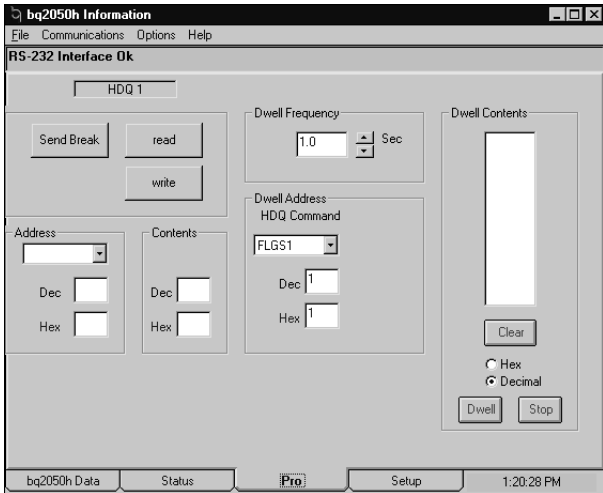 bq2050h Information
File Communications Options Help
RS-232 Interface Ok
HDQ 1
Send Break read
write
Address
Dec
Hex
Contents
Dec
Hex
Dwell Frequency
1.0 Sec
Dwell Address
HDQ Command
FLGS1
Dec 1
Hex 1
Dwell Contents
Clear
Hex
Decimal
Dwell Stop
bq2050h Data Status Pro Setup 1:20:28 PM